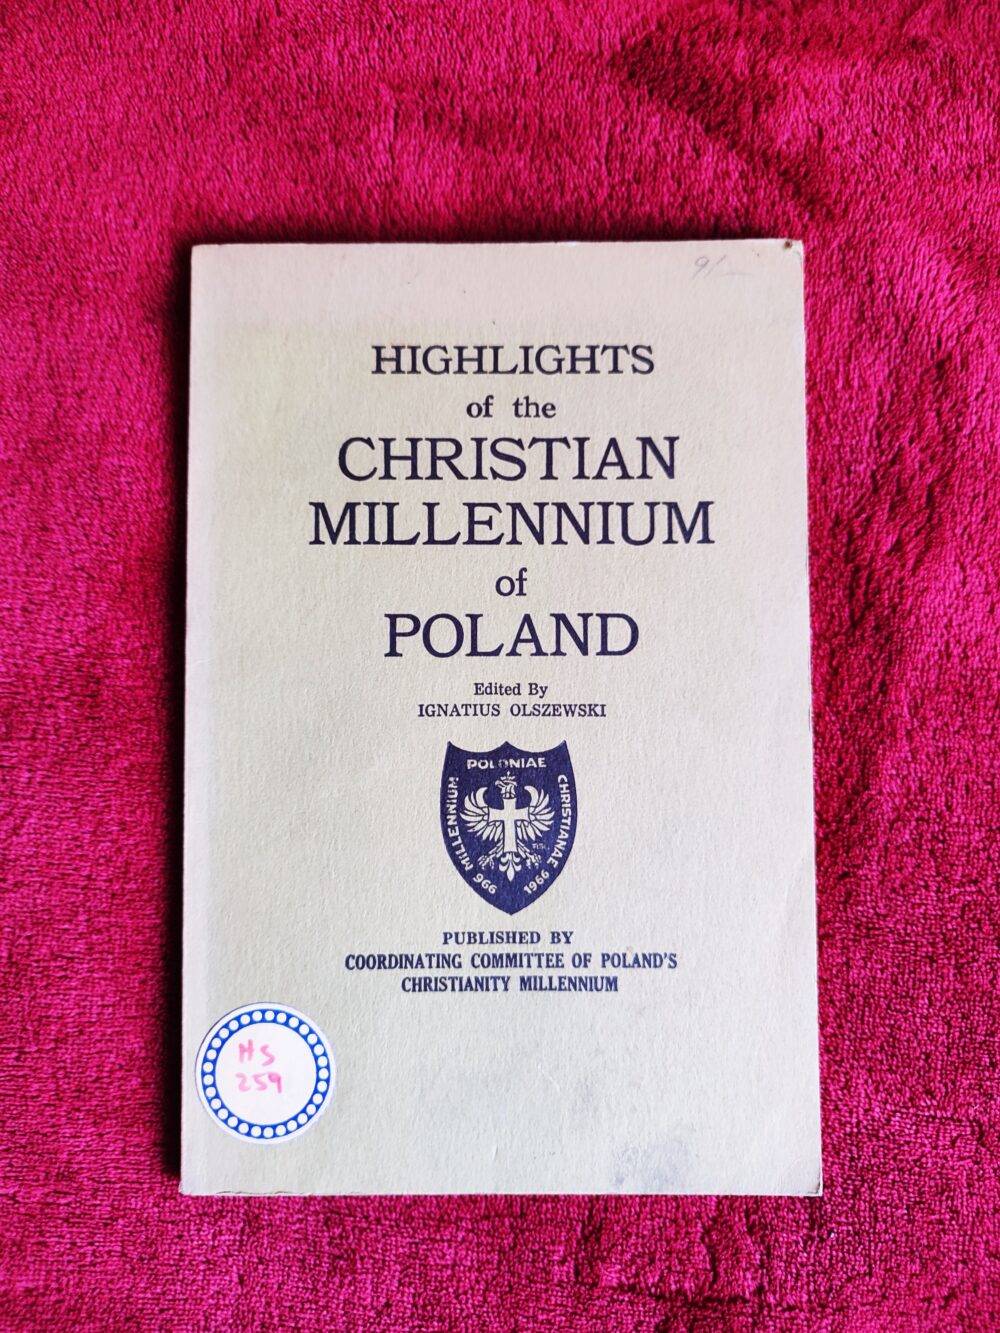 9/-
HIGHLIGHTS
of the
CHRISTIAN
MILLENNIUM
of
POLAND
Edited By
IGNATIUS OLSZEWSKI
POLONIAE
MILLENNIUM
CHRISTIANAE
966
1966
PUBLISHED BY
COORDINATING COMMITTEE OF POLAND'S
CHRISTIANITY MILLENNIUM
HS
259